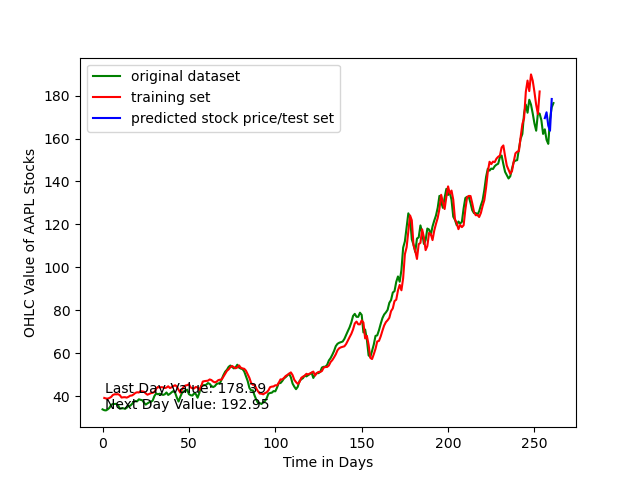 original dataset
training set
predicted stock price/test set
OHLC Value of AAPL Stocks
180
160
140
120
100
80
60
40
Last Day Value: 178.39
Next Day Value: 192.95
0
50
100
150
200
250
Time in Days